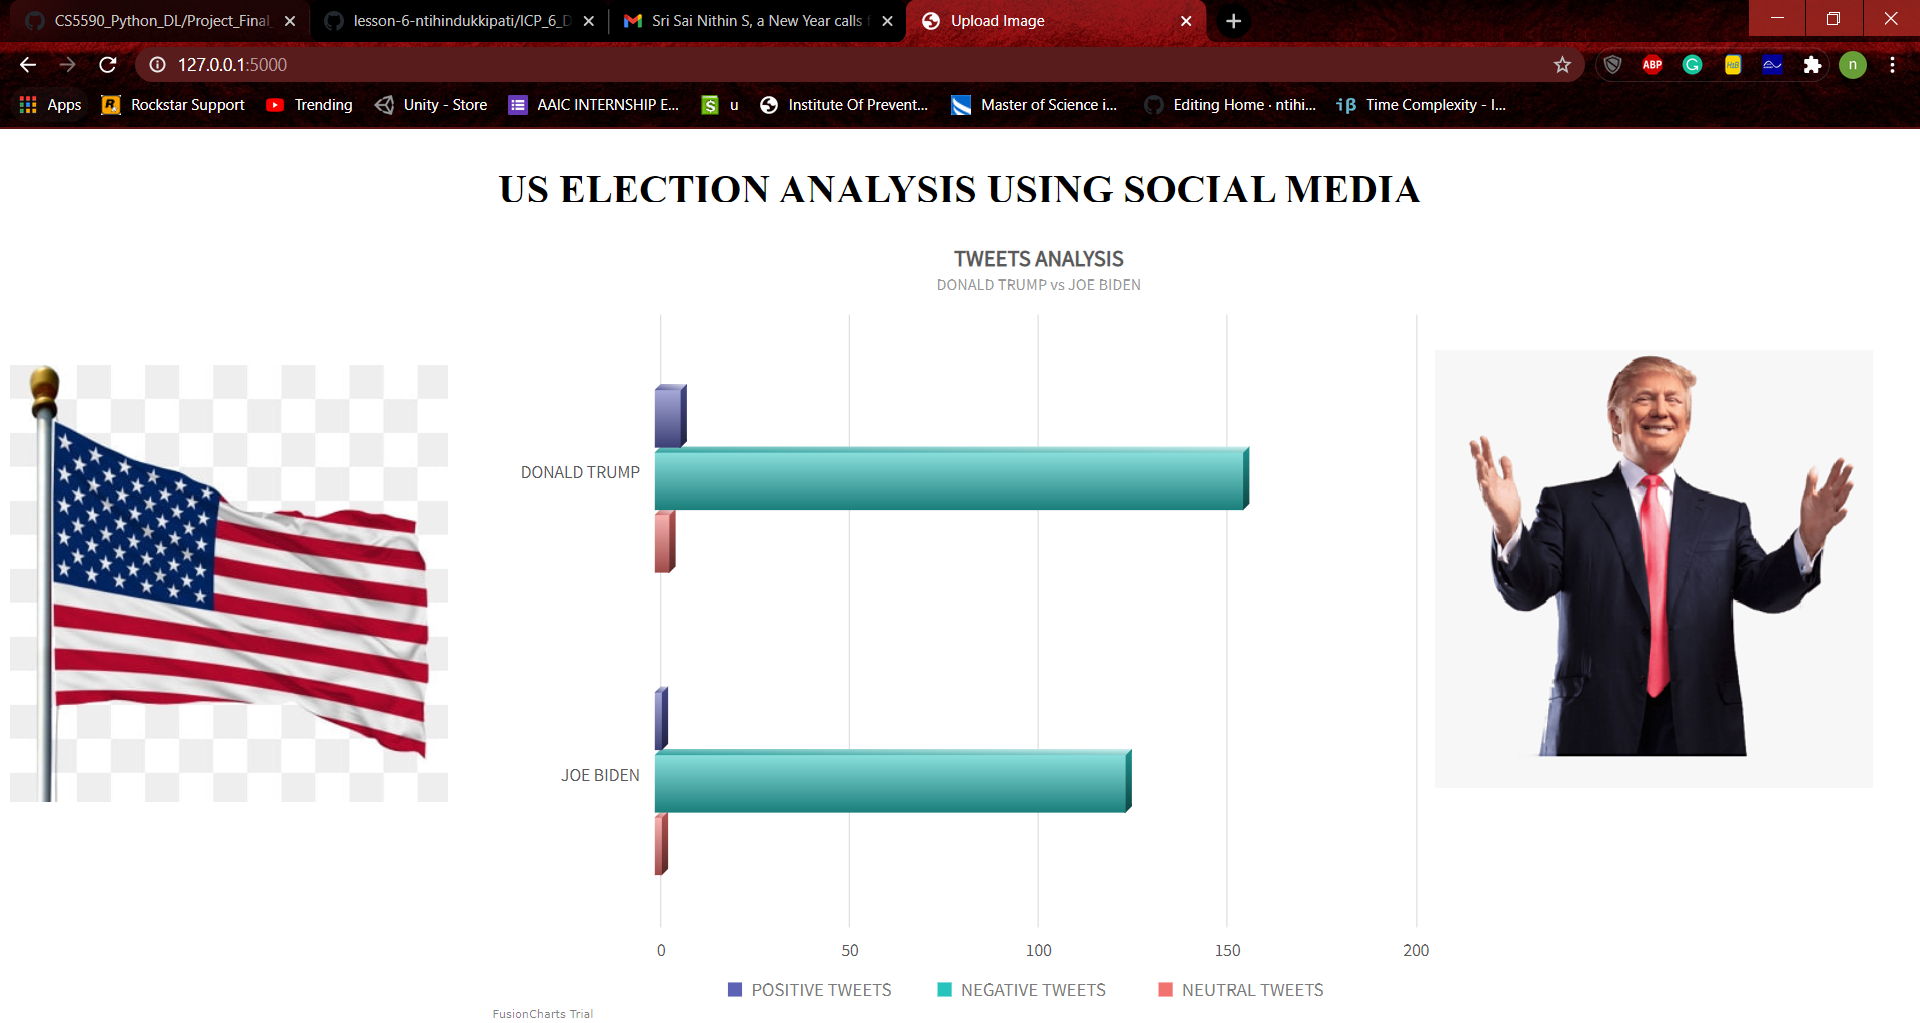 CS5590_Python_DL/Project_Final
lesson-6-ntihindukkipati/ICP_6_D
Sri Sai Nithin S, a New Year calls f
Upload Image
127.0.0.1:5000
ABP
n
Apps
Rockstar Support
Trending
Unity - Store
AAIC INTERNSHIP E...
u
Institute Of Prevent...
Master of Science i...
Editing Home · ntihi...
iβ
Time Complexity - I...
US ELECTION ANALYSIS USING SOCIAL MEDIA
TWEETS ANALYSIS
DONALD TRUMP vs JOE BIDEN
DONALD TRUMP
JOE BIDEN
0 50 100 150 200
POSITIVE TWEETS NEGATIVE TWEETS NEUTRAL TWEETS
FusionCharts Trial